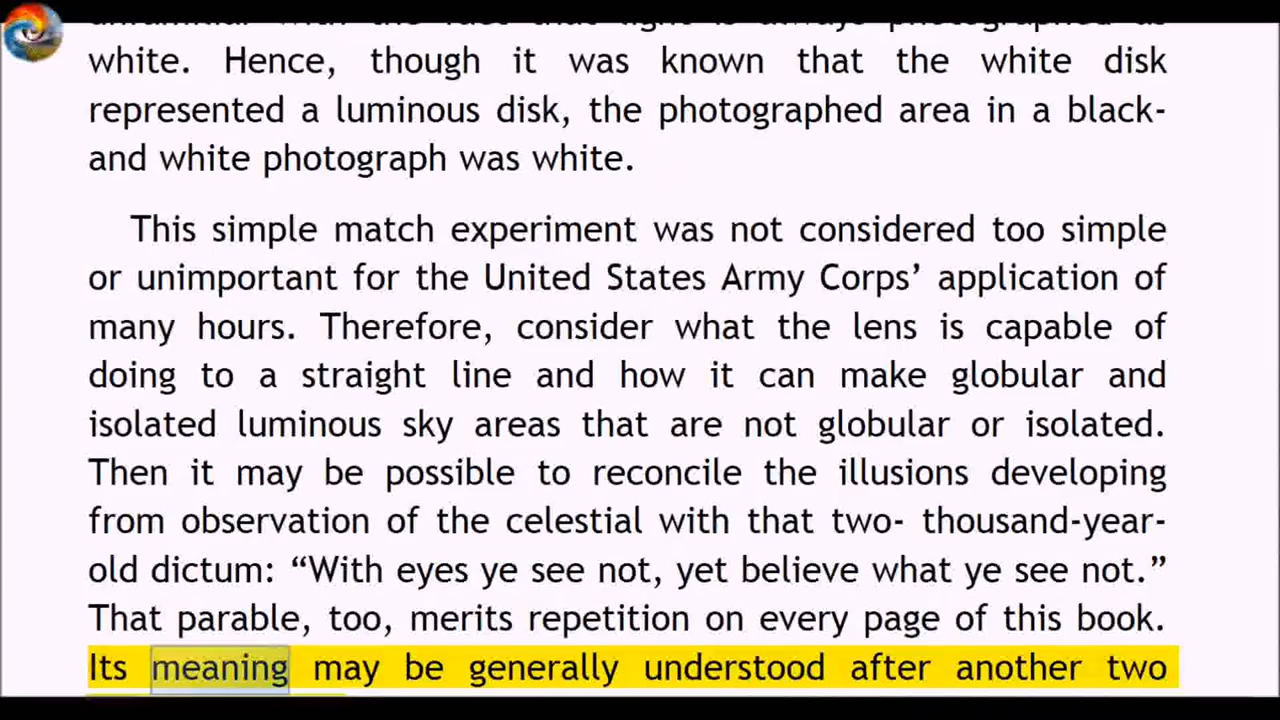 white. Hence, though it was known that the white disk
represented a luminous disk, the photographed area in a black-
and white photograph was white.
This simple match experiment was not considered too simple
or unimportant for the United States Army Corps’ application of
many hours. Therefore, consider what the lens is capable of
doing to a straight line and how it can make globular and
isolated luminous sky areas that are not globular or isolated.
Then it may be possible to reconcile the illusions developing
from observation of the celestial with that two- thousand-year-
old dictum: “With eyes ye see not, yet believe what ye see not.”
That parable, too, merits repetition on every page of this book.
Its meaning may be generally understood after another two